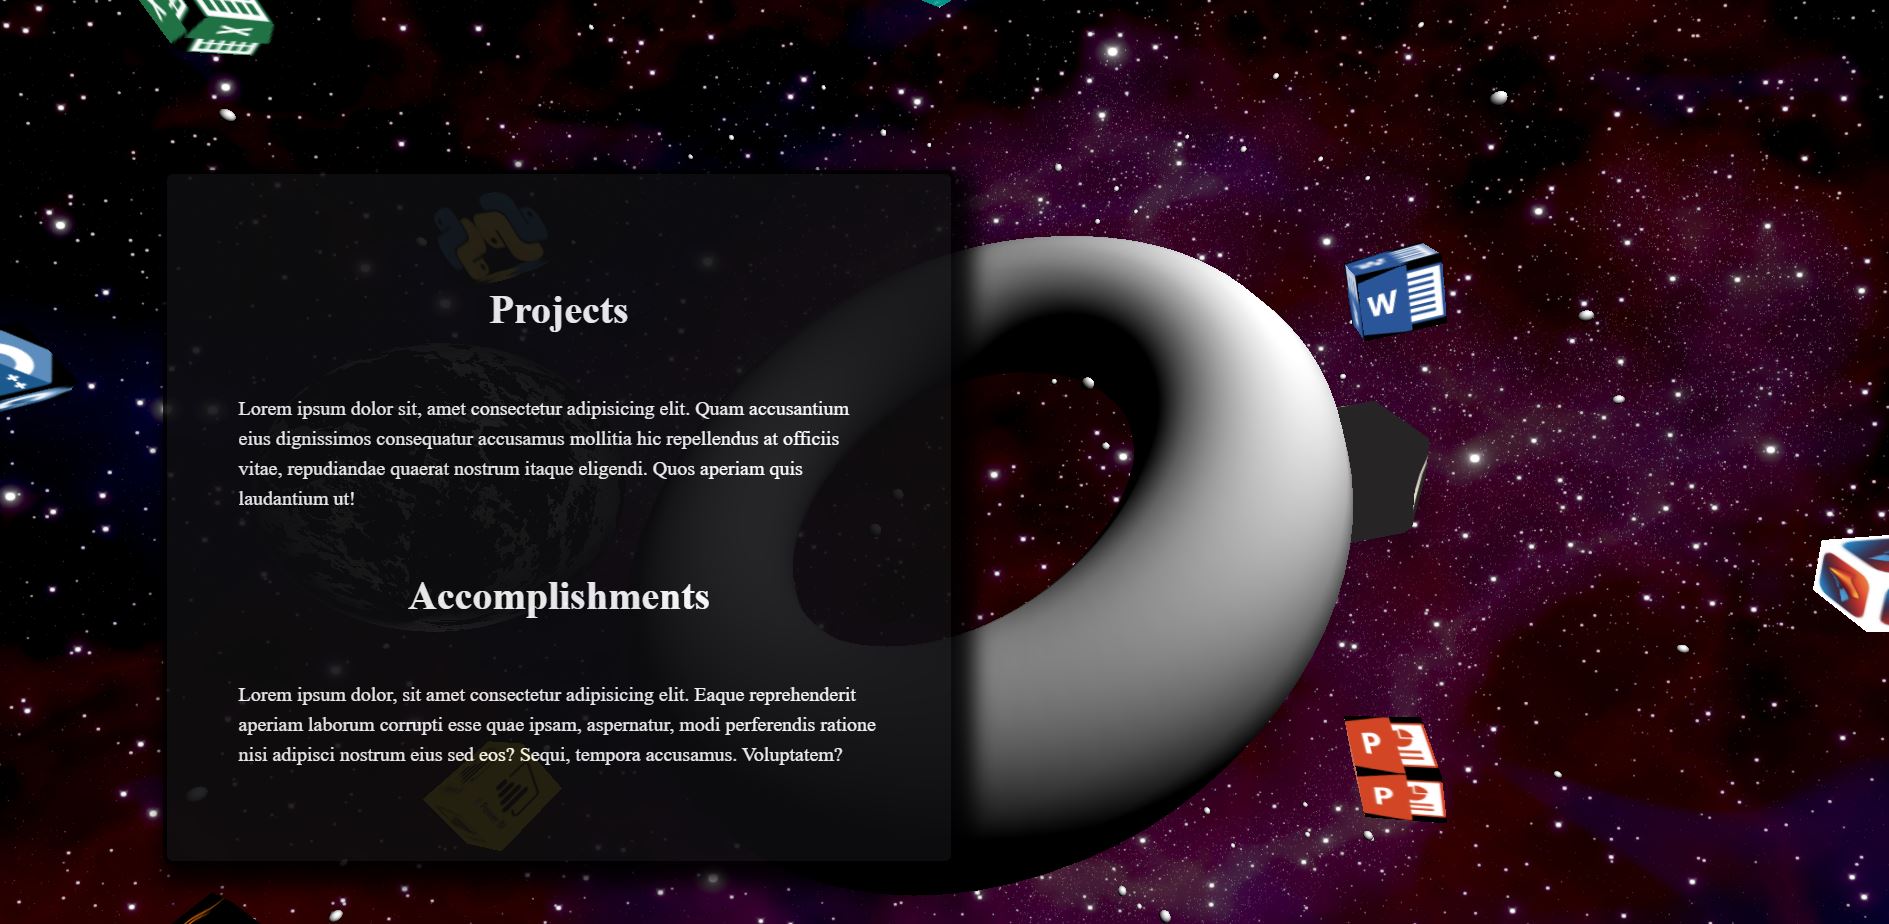 W
Projects
Lorem ipsum dolor sit, amet consectetur adipisicing elit. Quam accusantium
eius dignissimos consequatur accusamus mollitia hic repellendus at officiis
vitae, repudiandae quaerat nostrum itaque eligendi. Quos aperiam quis
laudantium ut!
Accomplishments
Lorem ipsum dolor, sit amet consectetur adipisicing elit. Eaque reprehenderit
aperiam laborum corrupti esse quae ipsam, aspernatur, modi perferendis ratione
nisi adipisci nostrum eius sed eos? Sequi, tempora accusamus. Voluptatem?
P
P